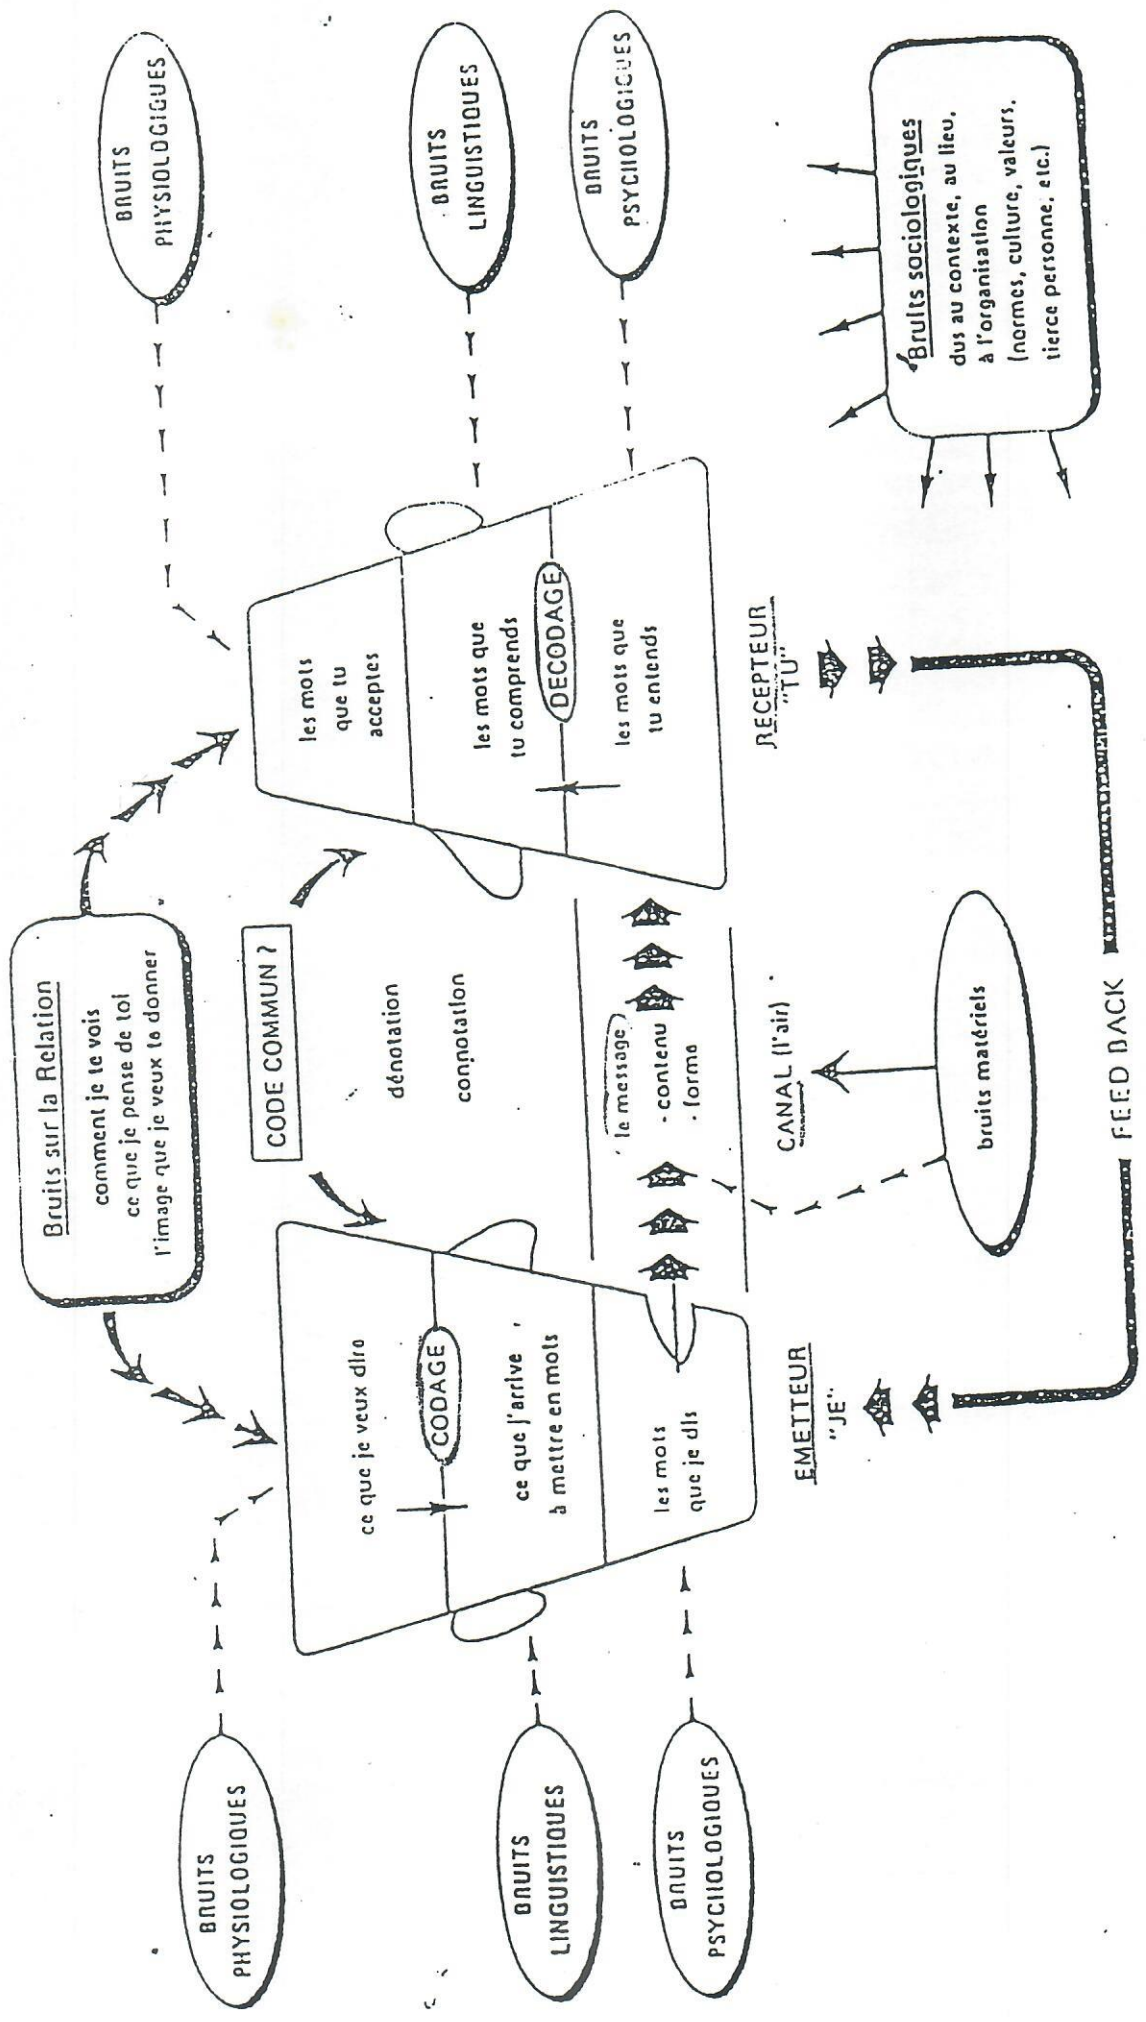 Bruits sur la Relation
comment je te vois
ce que je pense de toi
l'image que je veux te donner
BRUITS
PHYSIOLOGIQUES
BRUITS
LINGUISTIQUES
BRUITS
PSYCHOLOGIQUES
ce que je veux dire
CODAGE
ce que j'arrive
à mettre en mots
les mots
que je dis
EMETTEUR
"JE"
CODE COMMUN ?
dénotation
connotation
le message
- contenu
- forme
CANAL (l'air)
bruits matériels
FEED BACK
les mots
que tu
acceptes
les mots que
tu comprends
DECODAGE
les mots que
tu entends
RECEPTEUR
"TU"
BRUITS
PHYSIOLOGIQUES
BRUITS
LINGUISTIQUES
BRUITS
PSYCHOLOGIQUES
Bruits sociologiques
dus au contexte, au lieu,
à l'organisation
(normes, culture, valeurs,
tierce personne, etc.)